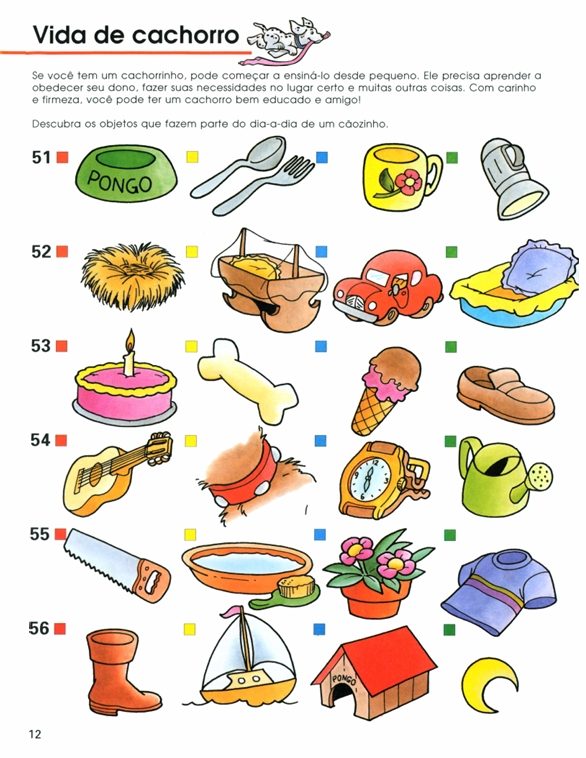 Vida de cachorro
Se você tem um cachorrinho, pode começar a ensiná-lo desde pequeno. Ele precisa aprender a
obedecer seu dono, fazer suas necessidades no lugar certo e muitas outras coisas. Com carinho
e firmeza, você pode ter um cachorro bem educado e amigo!
Descubra os objetos que fazem parte do dia-a-dia de um cãozinho.
51
PONGO
52
53
54
55
56
PONGO
12